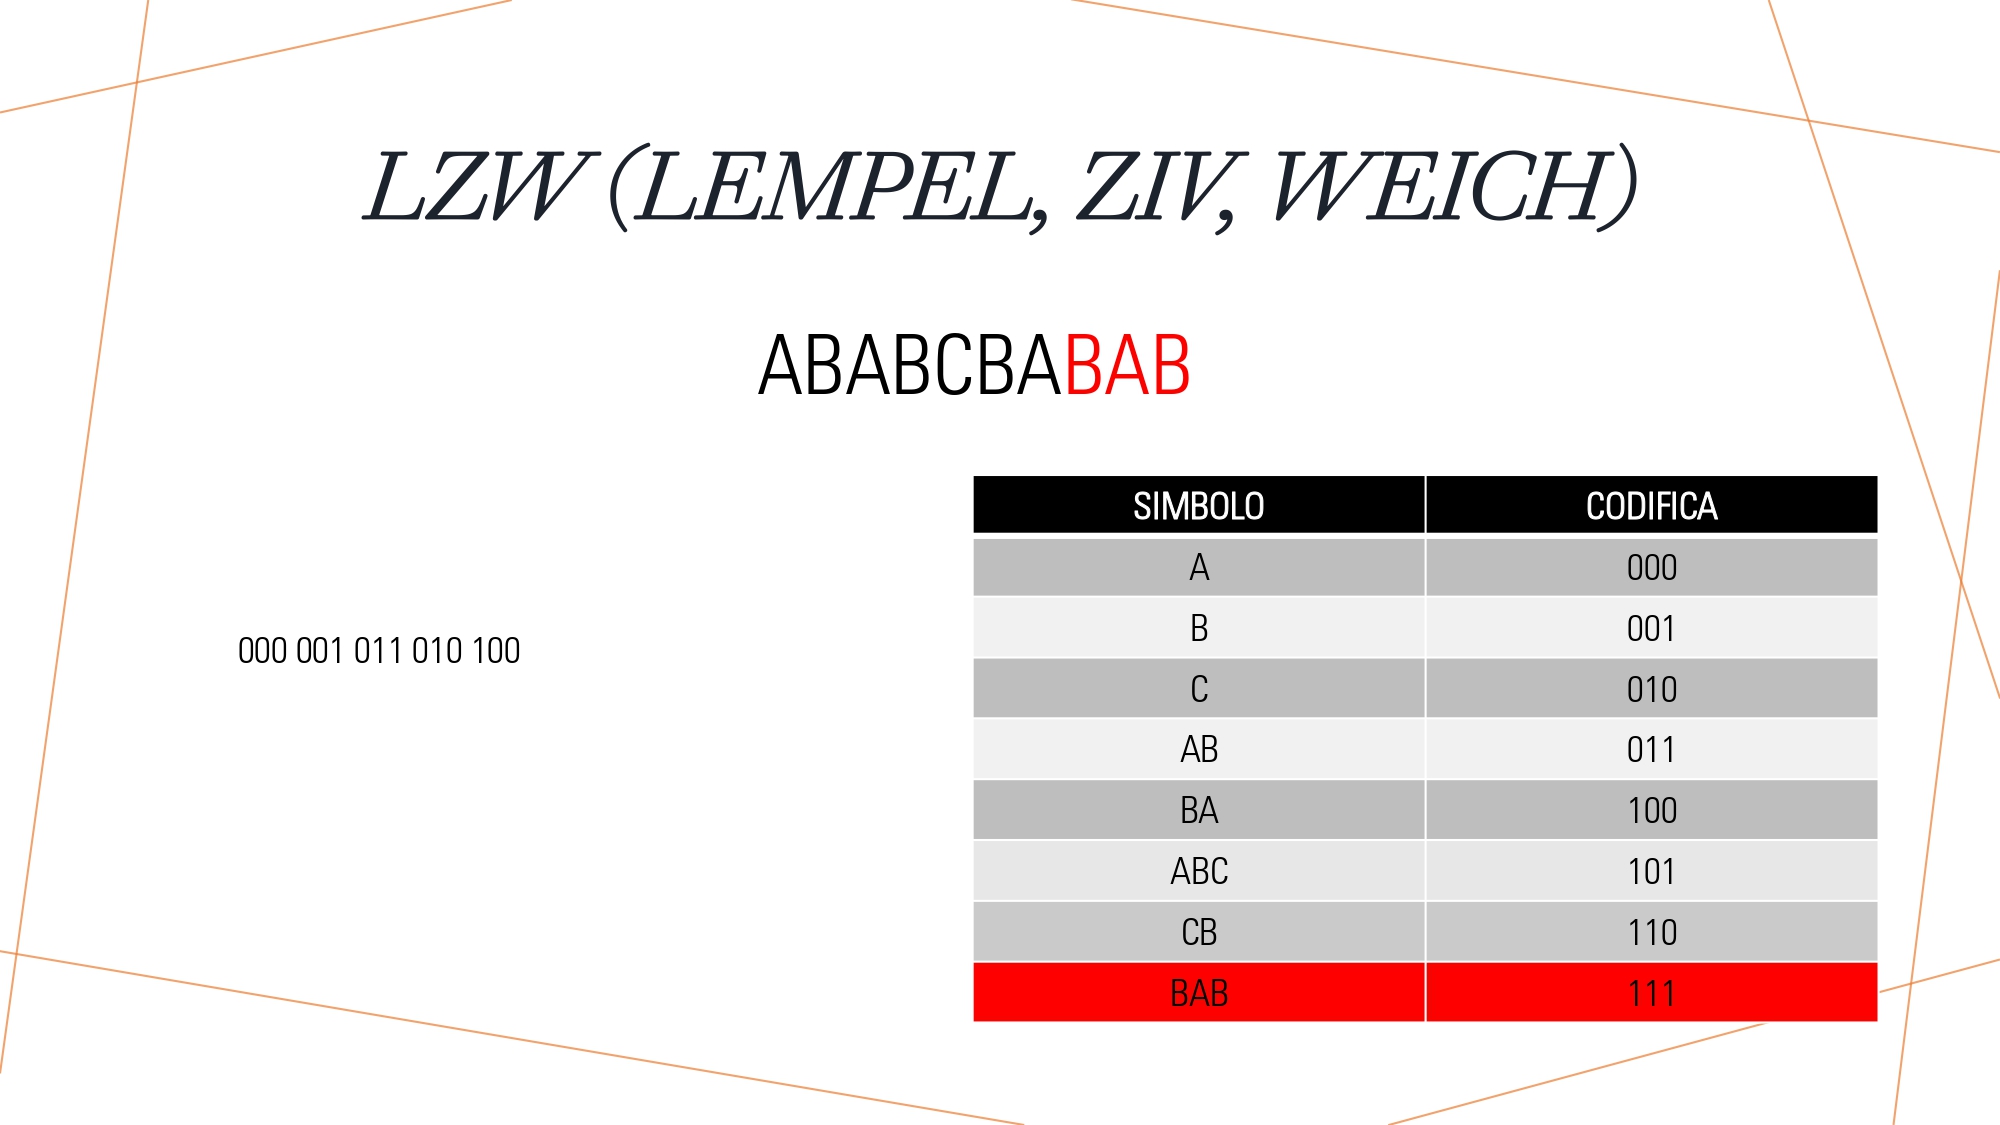 LZW (LEMPEL, ZIV, WEICH)
ABABCBABAB
000 001 011 010 100
SIMBOLO CODIFICA
A 000
B 001
C 010
AB 011
BA 100
ABC 101
CB 110
BAB 111